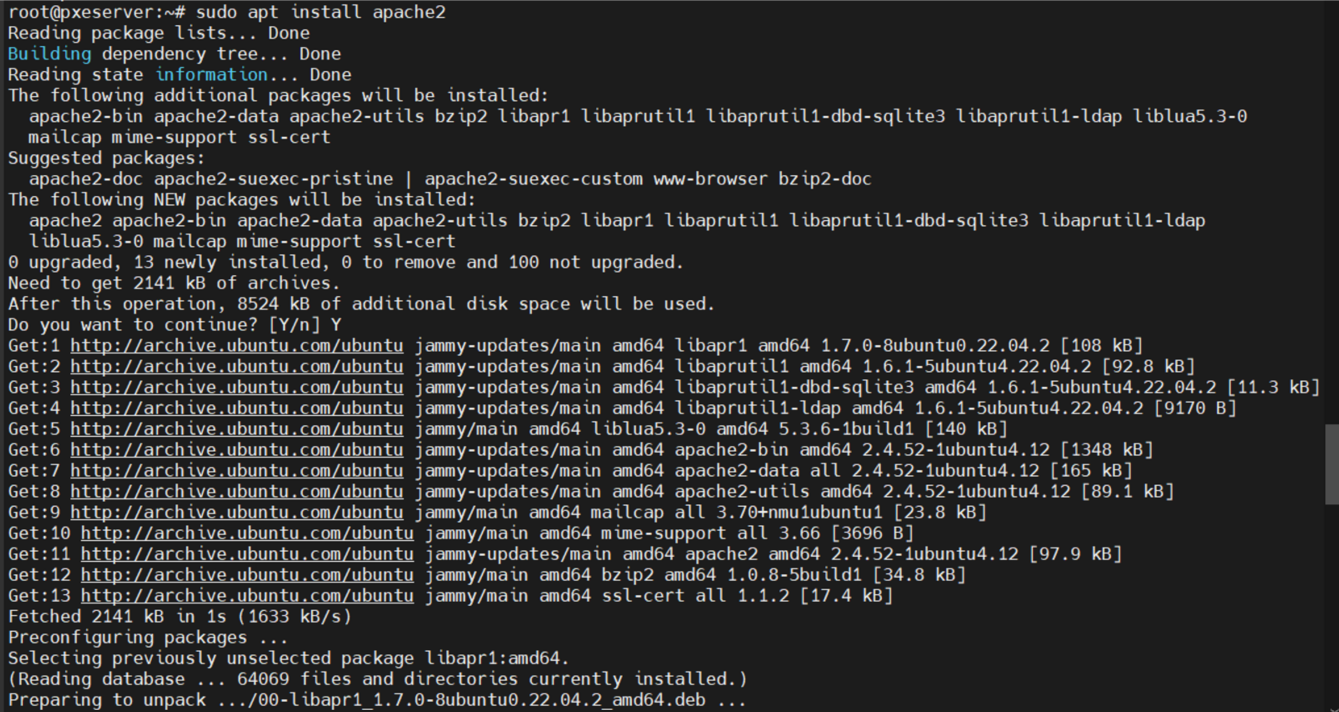 root@pxeserver:~# sudo apt install apache2
Reading package lists... Done
Building dependency tree... Done
Reading state information... Done
The following additional packages will be installed:
  apache2-bin apache2-data apache2-utils bzip2 libapr1 libaprutil1 libaprutil1-dbd-sqlite3 libaprutil1-ldap liblua5.3-0
  mailcap mime-support ssl-cert
Suggested packages:
  apache2-doc apache2-suexec-pristine | apache2-suexec-custom www-browser bzip2-doc
The following NEW packages will be installed:
  apache2 apache2-bin apache2-data apache2-utils bzip2 libapr1 libaprutil1 libaprutil1-dbd-sqlite3 libaprutil1-ldap
  liblua5.3-0 mailcap mime-support ssl-cert
0 upgraded, 13 newly installed, 0 to remove and 100 not upgraded.
Need to get 2141 kB of archives.
After this operation, 8524 kB of additional disk space will be used.
Do you want to continue? [Y/n] Y
Get:1 http://archive.ubuntu.com/ubuntu jammy-updates/main amd64 libapr1 amd64 1.7.0-8ubuntu0.22.04.2 [108 kB]
Get:2 http://archive.ubuntu.com/ubuntu jammy-updates/main amd64 libaprutil1 amd64 1.6.1-5ubuntu4.22.04.2 [92.8 kB]
Get:3 http://archive.ubuntu.com/ubuntu jammy-updates/main amd64 libaprutil1-dbd-sqlite3 amd64 1.6.1-5ubuntu4.22.04.2 [11.3 kB]
Get:4 http://archive.ubuntu.com/ubuntu jammy-updates/main amd64 libaprutil1-ldap amd64 1.6.1-5ubuntu4.22.04.2 [9170 B]
Get:5 http://archive.ubuntu.com/ubuntu jammy/main amd64 liblua5.3-0 amd64 5.3.6-1build1 [140 kB]
Get:6 http://archive.ubuntu.com/ubuntu jammy-updates/main amd64 apache2-bin amd64 2.4.52-1ubuntu4.12 [1348 kB]
Get:7 http://archive.ubuntu.com/ubuntu jammy-updates/main amd64 apache2-data all 2.4.52-1ubuntu4.12 [165 kB]
Get:8 http://archive.ubuntu.com/ubuntu jammy-updates/main amd64 apache2-utils amd64 2.4.52-1ubuntu4.12 [89.1 kB]
Get:9 http://archive.ubuntu.com/ubuntu jammy/main amd64 mailcap all 3.70+nmu1ubuntu1 [23.8 kB]
Get:10 http://archive.ubuntu.com/ubuntu jammy/main amd64 mime-support all 3.66 [3696 B]
Get:11 http://archive.ubuntu.com/ubuntu jammy-updates/main amd64 apache2 amd64 2.4.52-1ubuntu4.12 [97.9 kB]
Get:12 http://archive.ubuntu.com/ubuntu jammy/main amd64 bzip2 amd64 1.0.8-5build1 [34.8 kB]
Get:13 http://archive.ubuntu.com/ubuntu jammy/main amd64 ssl-cert all 1.1.2 [17.4 kB]
Fetched 2141 kB in 1s (1633 kB/s)
Preconfiguring packages ...
Selecting previously unselected package libapr1:amd64.
(Reading database ... 64069 files and directories currently installed.)
Preparing to unpack .../00-libapr1_1.7.0-8ubuntu0.22.04.2_amd64.deb ...